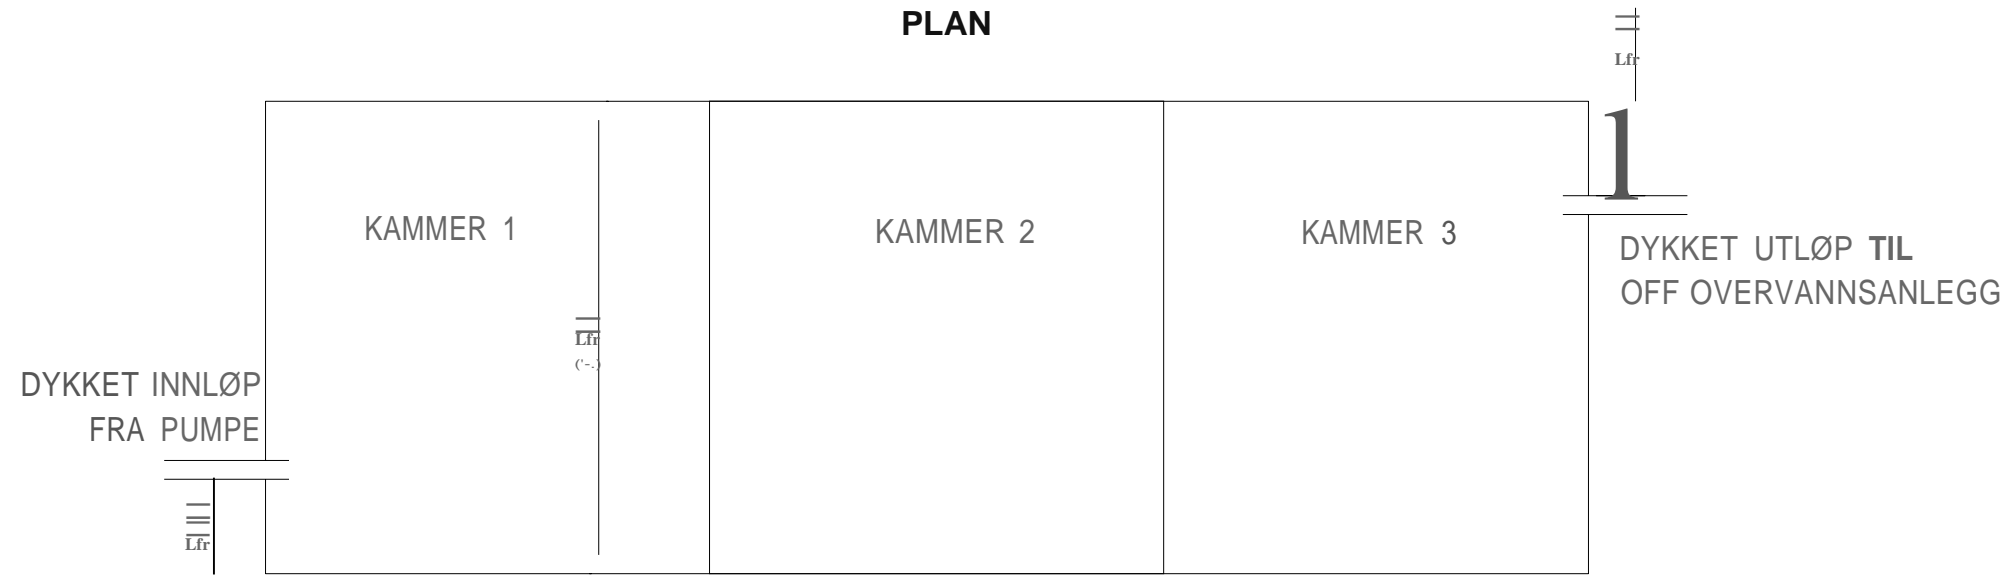 PLAN
Lfr
1
KAMMER 1
KAMMER 2
KAMMER 3
DYKKET UTLØP TIL
OFF OVERVANNSANLEGG
Lfr
DYKKET INNLØP
FRA PUMPE
Lfr